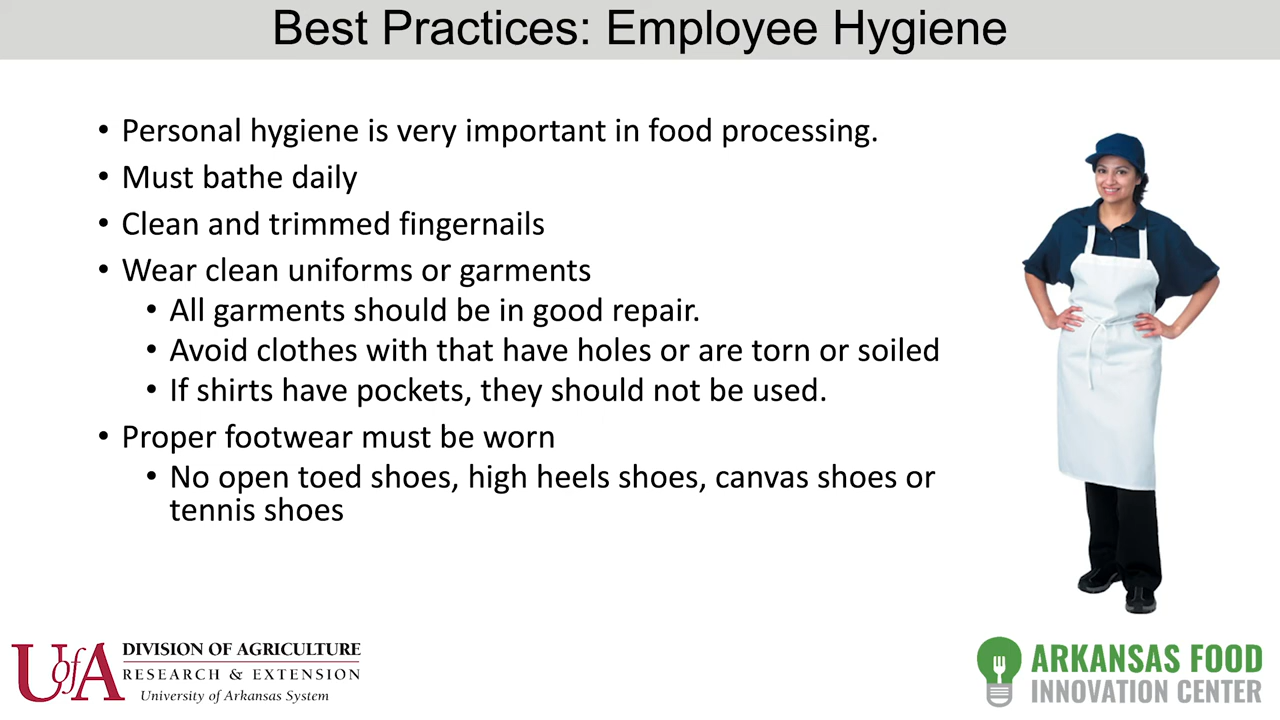 Best Practices: Employee Hygiene
• Personal hygiene is very important in food processing.
• Must bathe daily
• Clean and trimmed fingernails
• Wear clean uniforms or garments
• All garments should be in good repair.
• Avoid clothes with that have holes or are torn or soiled
• If shirts have pockets, they should not be used.
• Proper footwear must be worn
• No open toed shoes, high heels shoes, canvas shoes or
tennis shoes
UofA
DIVISION OF AGRICULTURE
RESEARCH & EXTENSION
University of Arkansas System
ARKANSAS FOOD
INNOVATION CENTER